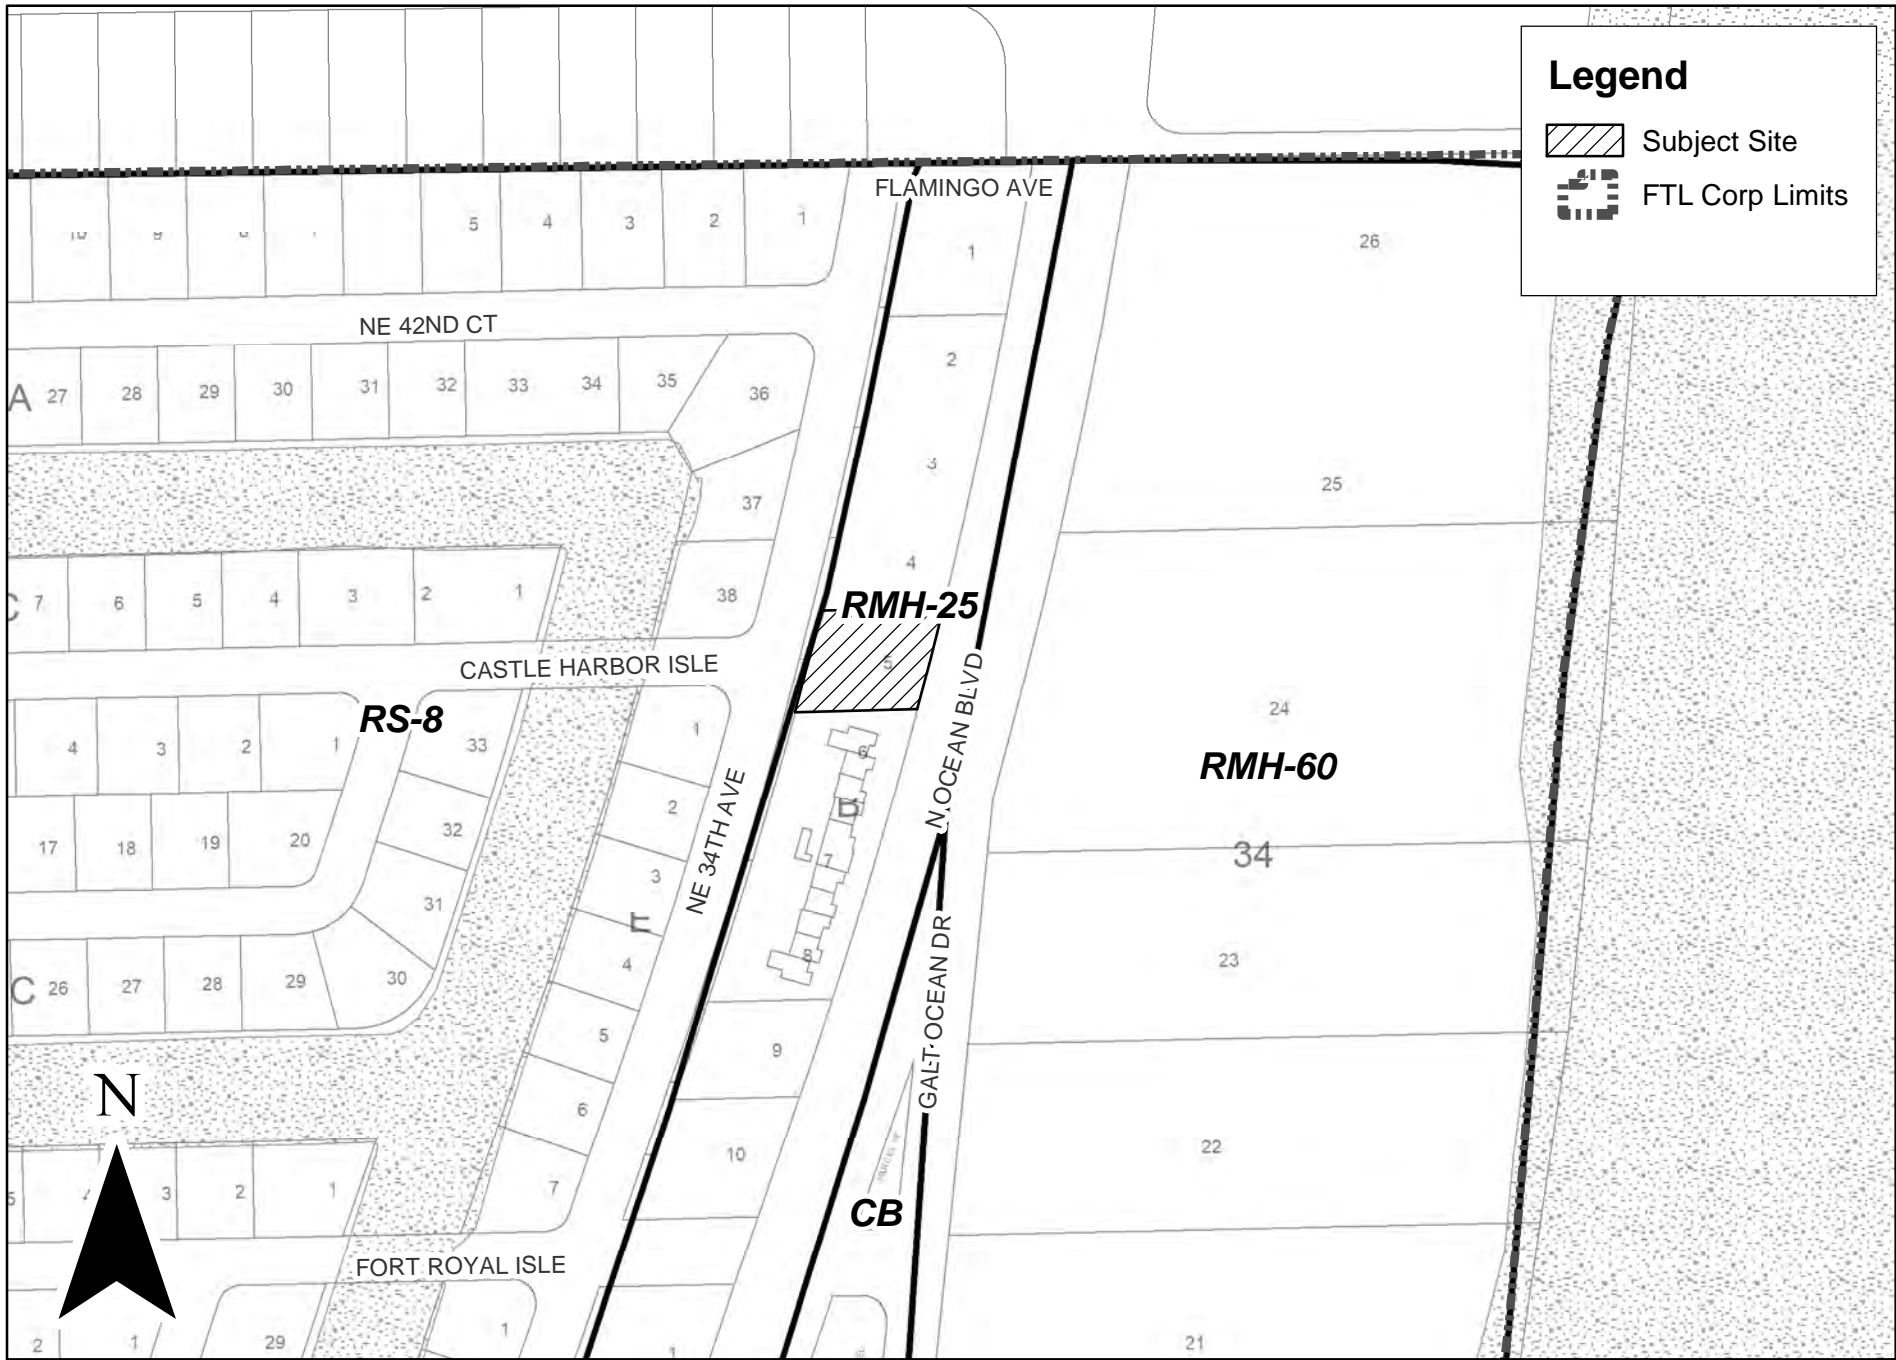 Legend
Subject Site
FTL Corp Limits
FLAMINGO AVE
5 4 3 2 1
1
26
NE 42ND CT
2
A 27 28 29 30 31 32 33 34 35 36
3
25
37
4
7 6 5 4 3 2 1
38
RMH-25
CASTLE HARBOR ISLE
5
N OCEAN BLVD
24
RS-8
4 3 2 1
33
1
6
RMH-60
NE 34TH AVE
2
B
17 18 19 20
32
34
7
3
31
E
GALT OCEAN DR
8
4
23
C 26 27 28 29 30
5
9
N
6
22
10
3 2 1
7
CB
FORT ROYAL ISLE
2 1 29 1 1
21